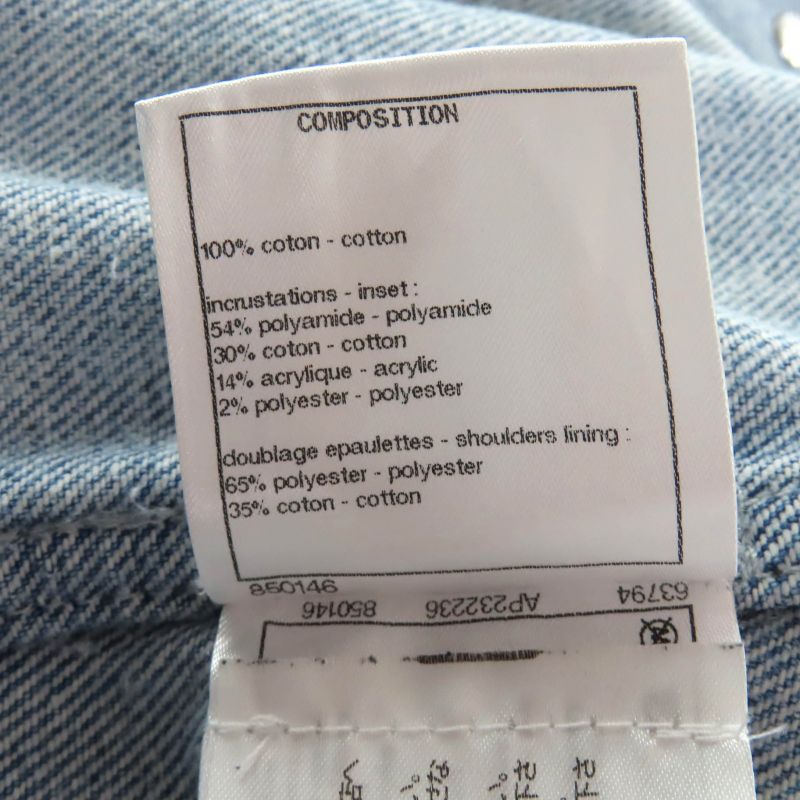 COMPOSITION
100% coton - cotton
incrustations - inset :
54% polyamide - polyamide
30% coton - cotton
14% acrylique - acrylic
2% polyester - polyester
doublage epaulettes - shoulders lining :
65% polyester - polyester
35% coton - cotton
850146
63794 AP232236 850146